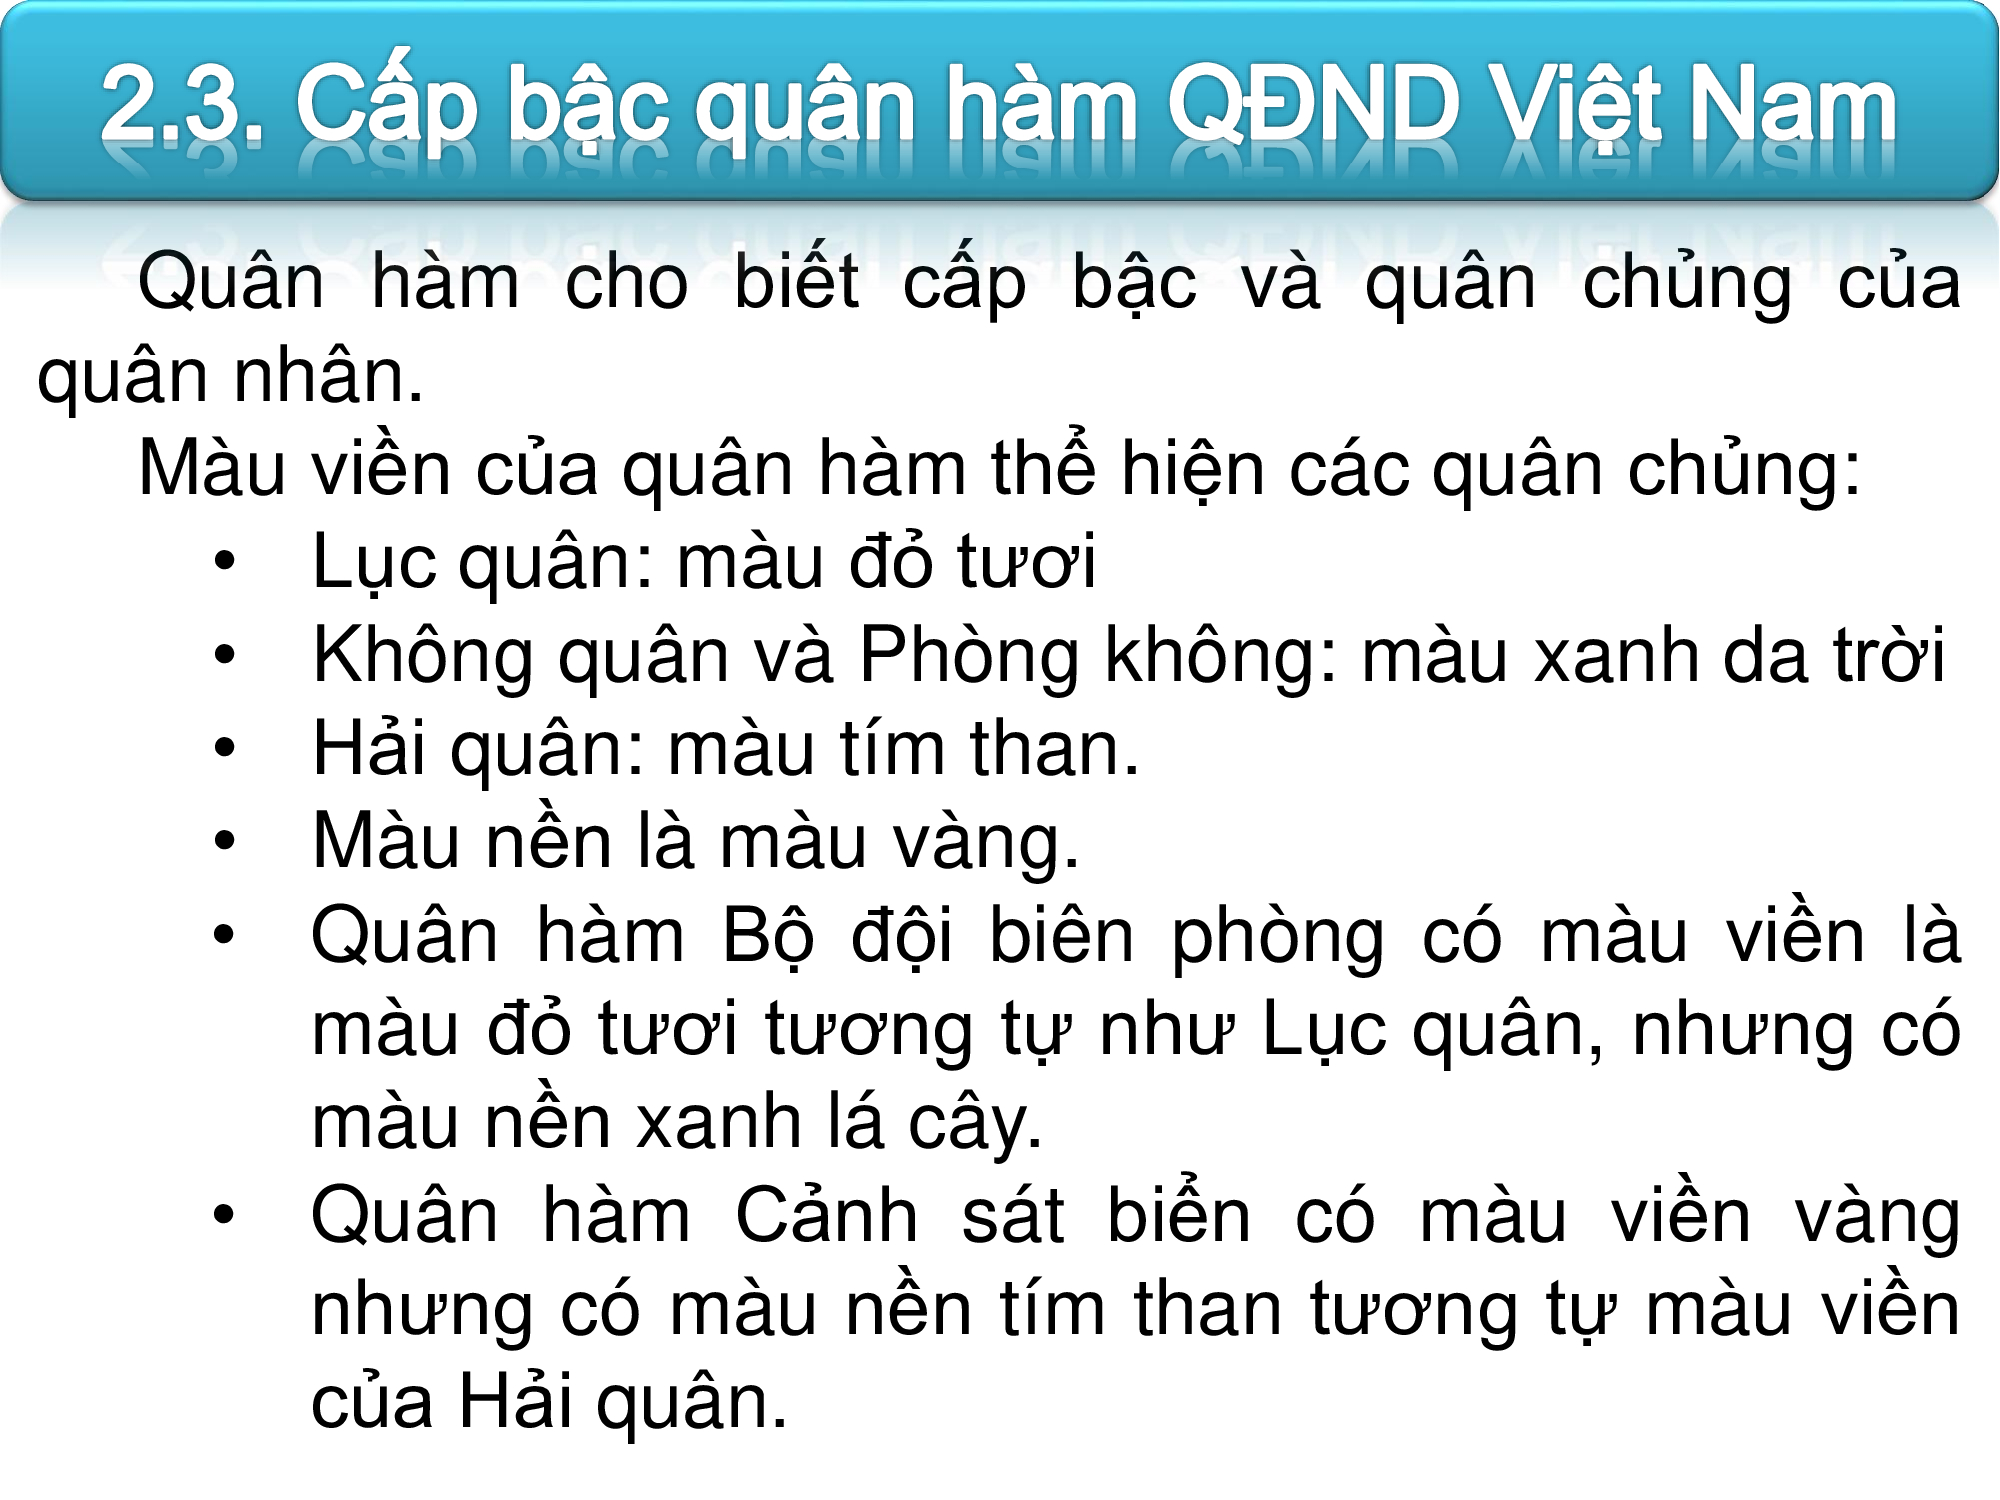 2.3. Cấp bậc quân hàm QĐND Việt Nam
Quân hàm cho biết cấp bậc và quân chủng của
quân nhân.
Màu viền của quân hàm thể hiện các quân chủng:
• Lục quân: màu đỏ tươi
• Không quân và Phòng không: màu xanh da trời
• Hải quân: màu tím than.
• Màu nền là màu vàng.
• Quân hàm Bộ đội biên phòng có màu viền là
màu đỏ tươi tương tự như Lục quân, nhưng có
màu nền xanh lá cây.
• Quân hàm Cảnh sát biển có màu viền vàng
nhưng có màu nền tím than tương tự màu viền
của Hải quân.